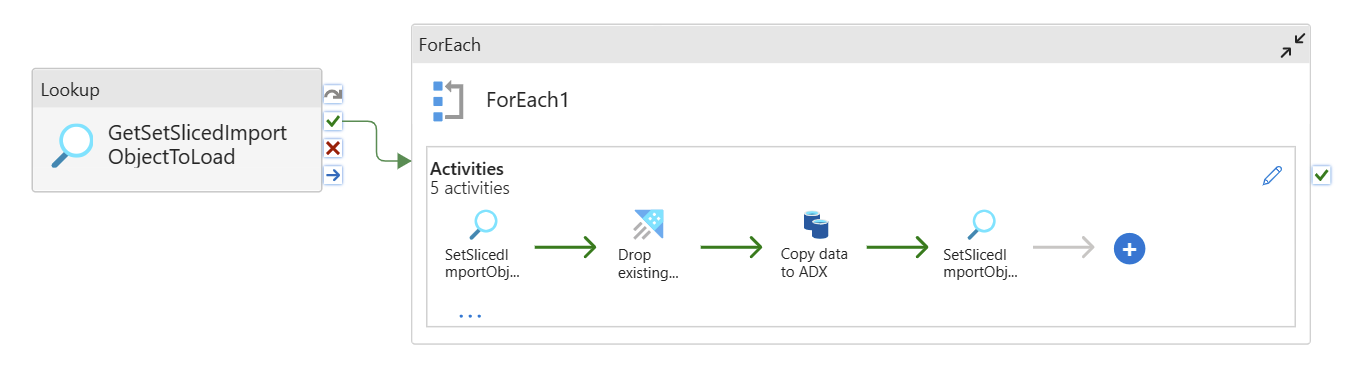 Lookup
GetSetSlicedImport
ObjectToLoad
ForEach
ForEach1
Activities
5 activities
SetSlicedI
mportObj...
Drop
existing...
Copy data
to ADX
SetSlicedI
mportObj...
...